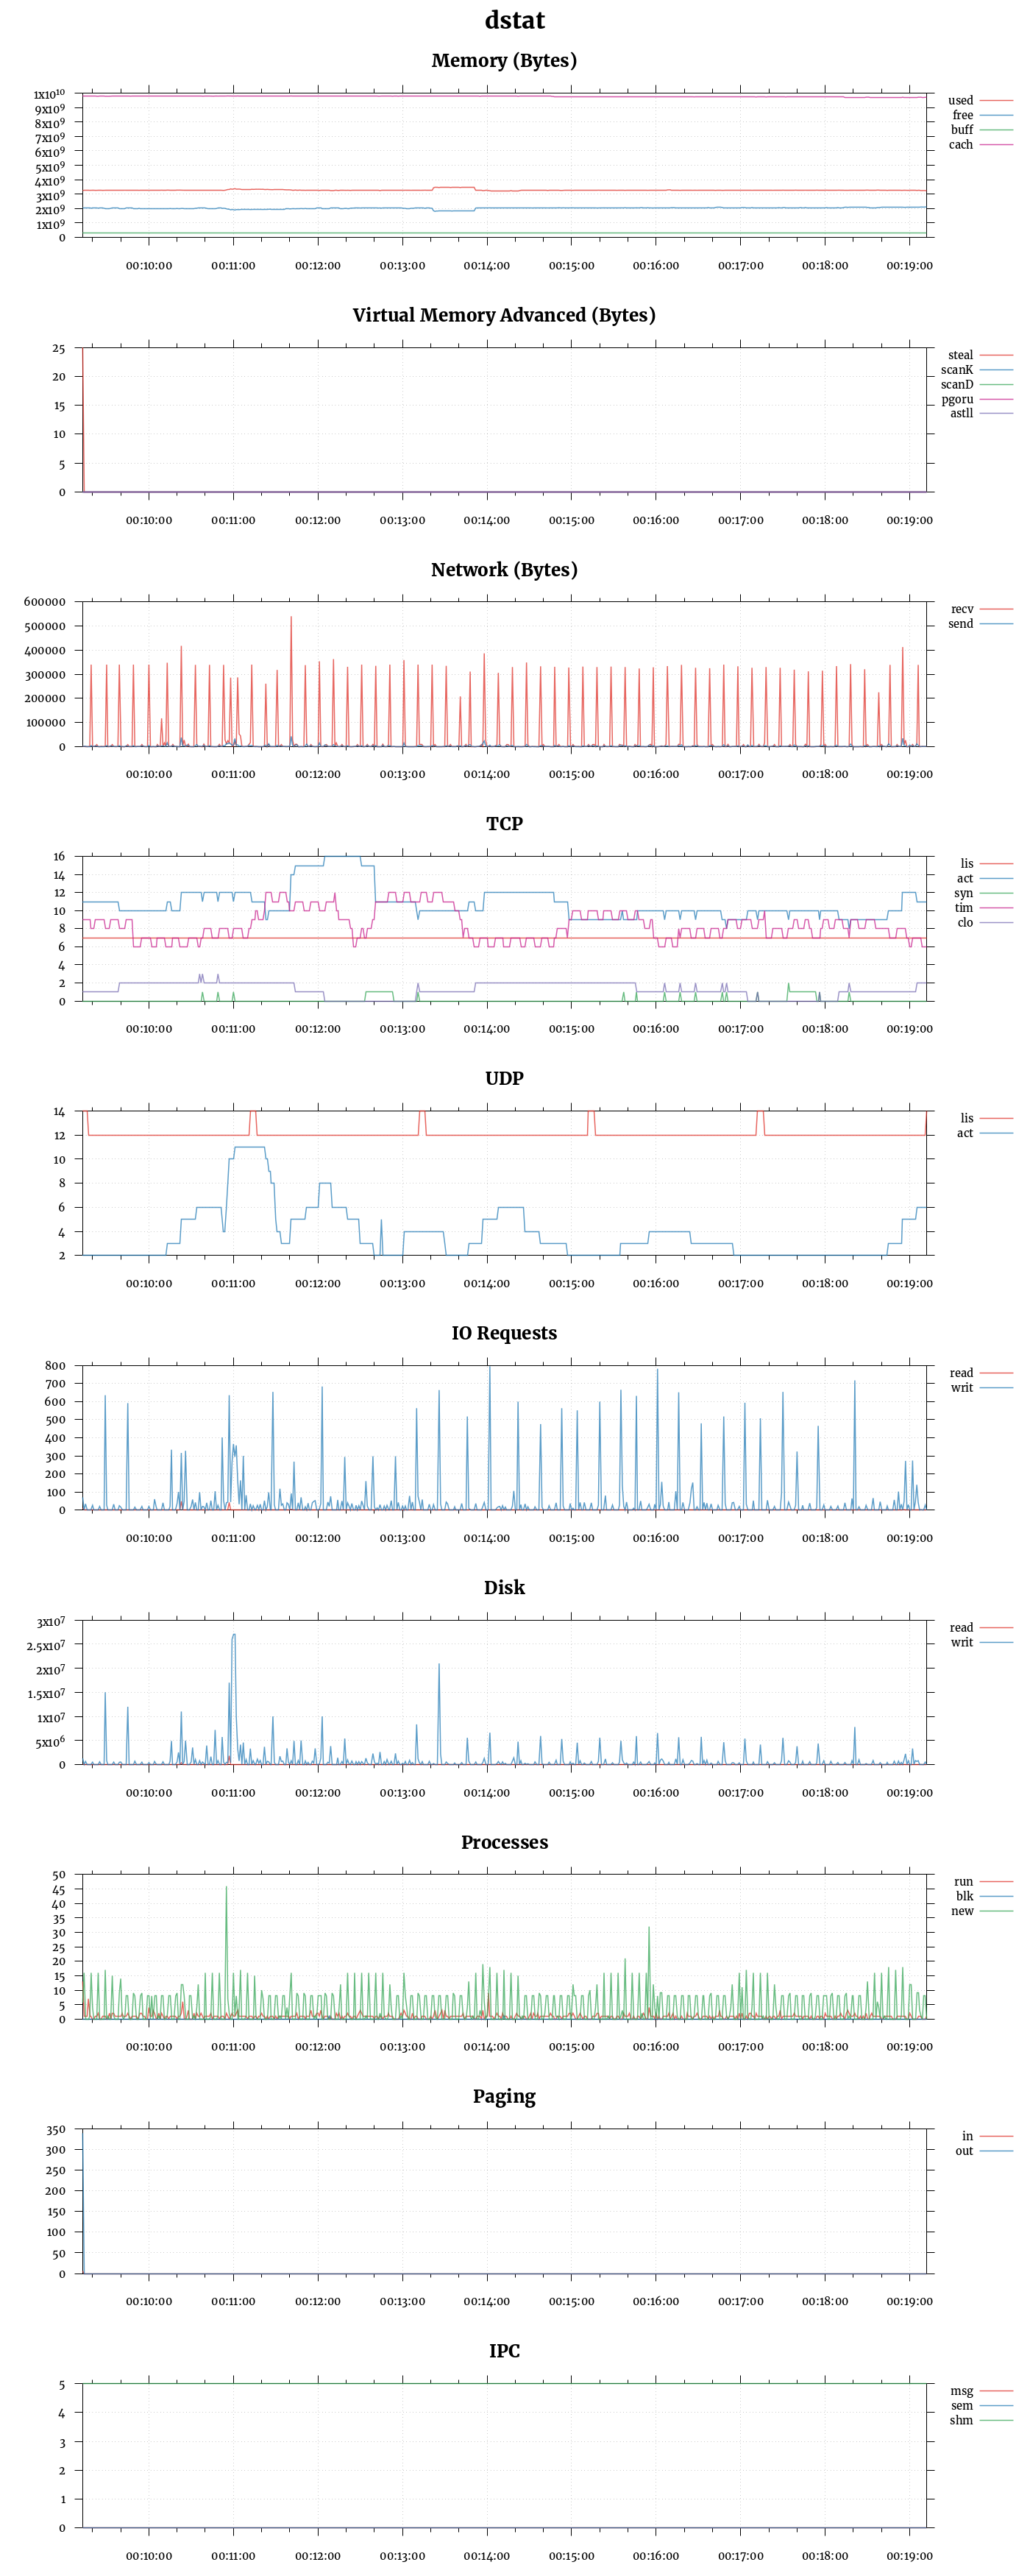 dstat
Memory (Bytes)
1x10¹⁰
9x10⁹
8x10⁹
7x10⁹
6x10⁹
5x10⁹
4x10⁹
3x10⁹
2x10⁹
1x10⁹
0
used
free
buff
cach
00:10:00 00:11:00 00:12:00 00:13:00 00:14:00 00:15:00 00:16:00 00:17:00 00:18:00 00:19:00
Virtual Memory Advanced (Bytes)
25
20
15
10
5
0
steal
scanK
scanD
pgoru
astll
00:10:00 00:11:00 00:12:00 00:13:00 00:14:00 00:15:00 00:16:00 00:17:00 00:18:00 00:19:00
Network (Bytes)
600000
500000
400000
300000
200000
100000
0
recv
send
00:10:00 00:11:00 00:12:00 00:13:00 00:14:00 00:15:00 00:16:00 00:17:00 00:18:00 00:19:00
TCP
16
14
12
10
8
6
4
2
0
lis
act
syn
tim
clo
00:10:00 00:11:00 00:12:00 00:13:00 00:14:00 00:15:00 00:16:00 00:17:00 00:18:00 00:19:00
UDP
14
12
10
8
6
4
2
lis
act
00:10:00 00:11:00 00:12:00 00:13:00 00:14:00 00:15:00 00:16:00 00:17:00 00:18:00 00:19:00
IO Requests
800
700
600
500
400
300
200
100
0
read
writ
00:10:00 00:11:00 00:12:00 00:13:00 00:14:00 00:15:00 00:16:00 00:17:00 00:18:00 00:19:00
Disk
3x10⁷
2.5x10⁷
2x10⁷
1.5x10⁷
1x10⁷
5x10⁶
0
read
writ
00:10:00 00:11:00 00:12:00 00:13:00 00:14:00 00:15:00 00:16:00 00:17:00 00:18:00 00:19:00
Processes
50
45
40
35
30
25
20
15
10
5
0
run
blk
new
00:10:00 00:11:00 00:12:00 00:13:00 00:14:00 00:15:00 00:16:00 00:17:00 00:18:00 00:19:00
Paging
350
300
250
200
150
100
50
0
in
out
00:10:00 00:11:00 00:12:00 00:13:00 00:14:00 00:15:00 00:16:00 00:17:00 00:18:00 00:19:00
IPC
5
4
3
2
1
0
msg
sem
shm
00:10:00 00:11:00 00:12:00 00:13:00 00:14:00 00:15:00 00:16:00 00:17:00 00:18:00 00:19:00